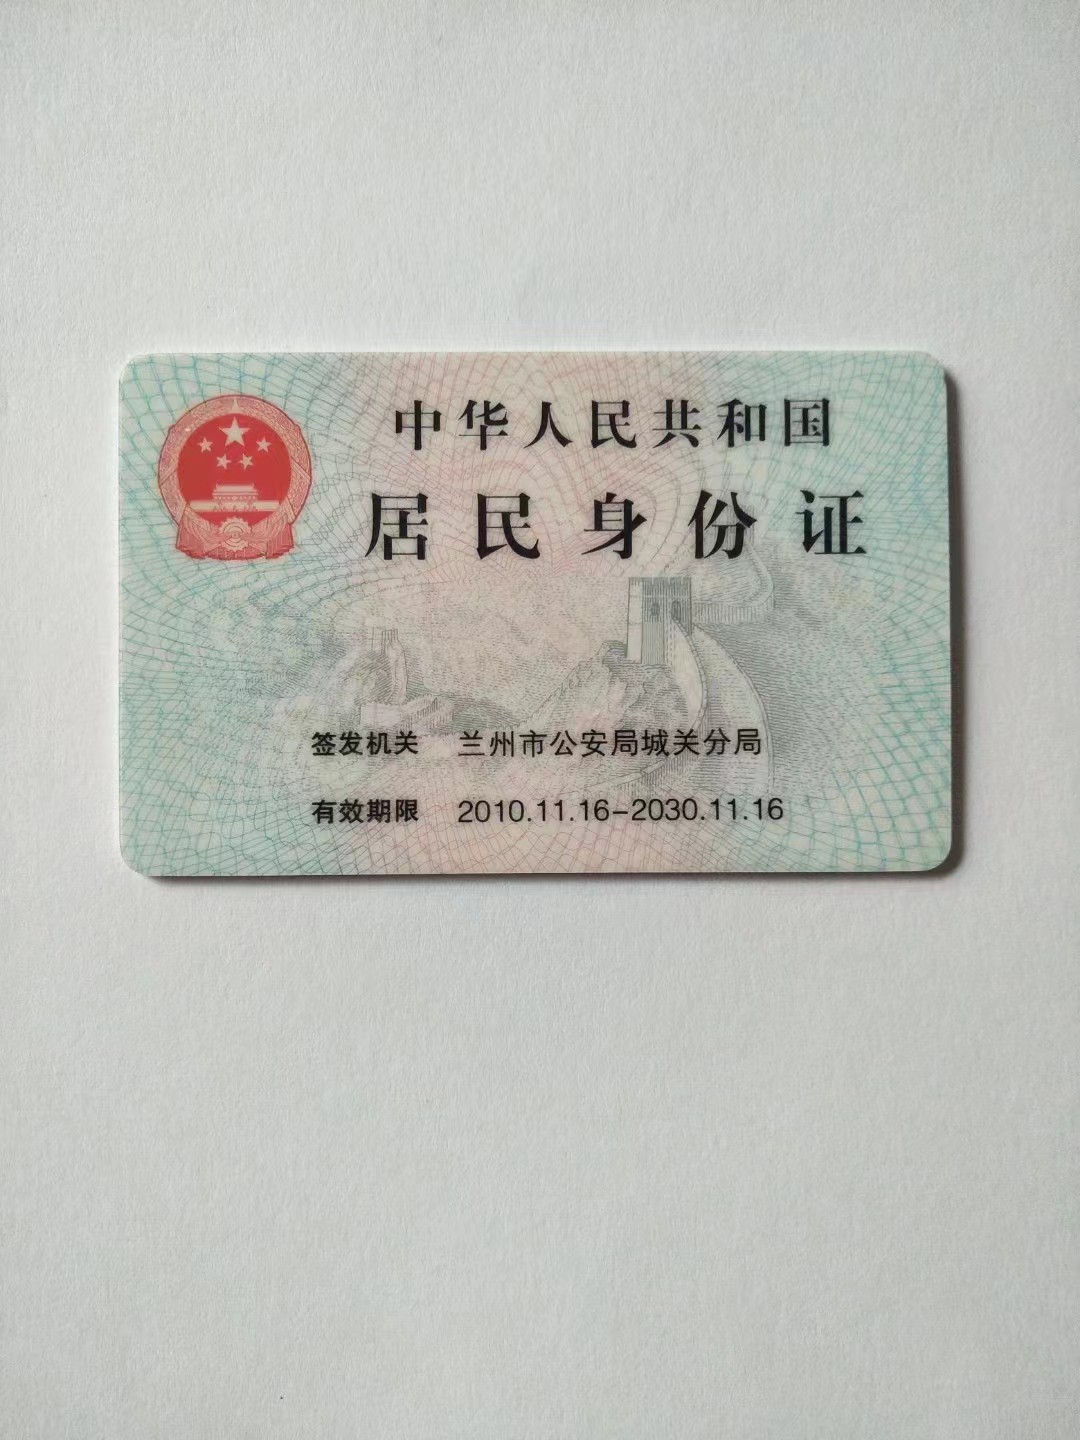 中华人民共和国
居民身份证
签发机关 兰州市公安局城关分局
有效期限 2010.11.16-2030.11.16